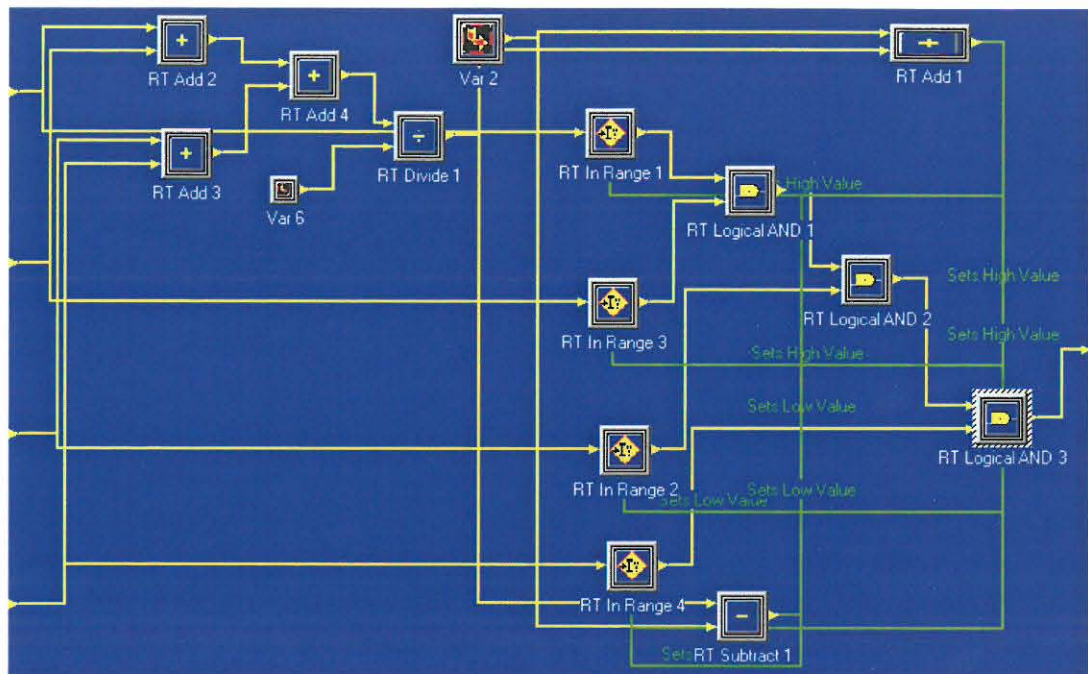 RT Add 2
Var 2
RT Add 1
RT Add 4
RT In Range 1
RT Divide 1
RT Add 3
Var 6
s High Value
RT Logical AND 1
Sets High Value
RT Logical AND 2
Sets High Value
RT In Range 3
Sets High Value
Sets Low Value
RT Logical AND 3
RT In Range 2
Sets Low Value
Sets Low Value
RT In Range 4
Sets
RT Subtract 1